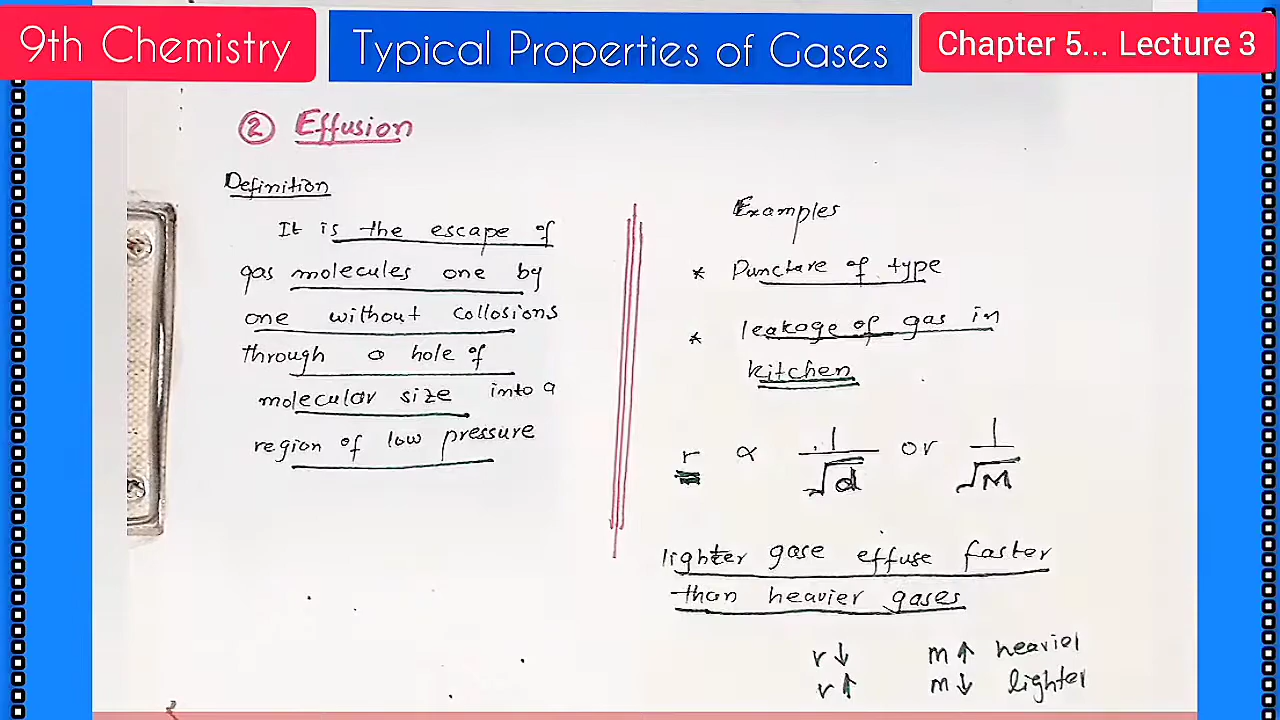 9th Chemistry
Typical Properties of Gases
Chapter 5... Lecture 3
2 Effusion
Definition
It is the escape of
gas molecules one by
one without collosions
through a hole of
molecular size into a
region of low pressure
Examples
* Puncture of type
* leakage of gas in
kitchen
r ∝ 1/√d or 1/√M
lighter gase effuse faster
than heavier gases
r↓ m↑ heavier
r↑ m↓ lighter